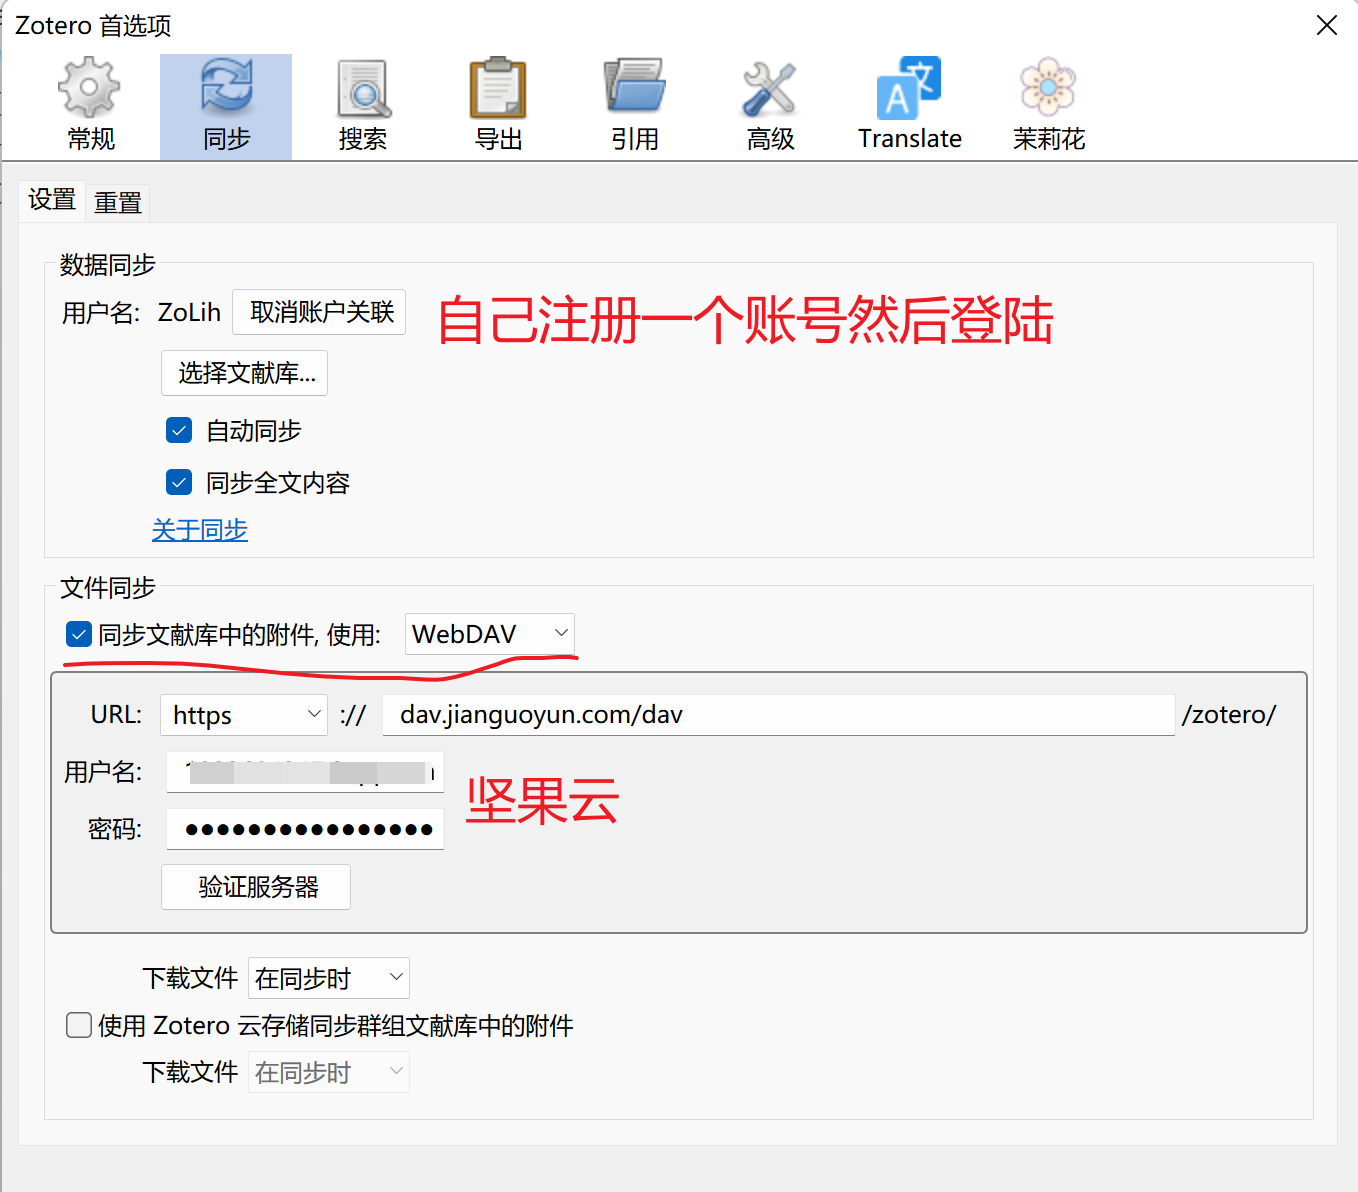 Zotero 首选项
常规
同步
搜索
导出
引用
高级
Translate
茉莉花
设置
重置
数据同步
用户名: ZoLih 取消账户关联
自己注册一个账号然后登陆
选择文献库...
自动同步
同步全文内容
关于同步
文件同步
同步文献库中的附件, 使用: WebDAV
URL: https :// dav.jianguoyun.com/dav /zotero/
用户名:
坚果云
密码: ●●●●●●●●●●●●●●●●
验证服务器
下载文件 在同步时
使用 Zotero 云存储同步群组文献库中的附件
下载文件 在同步时